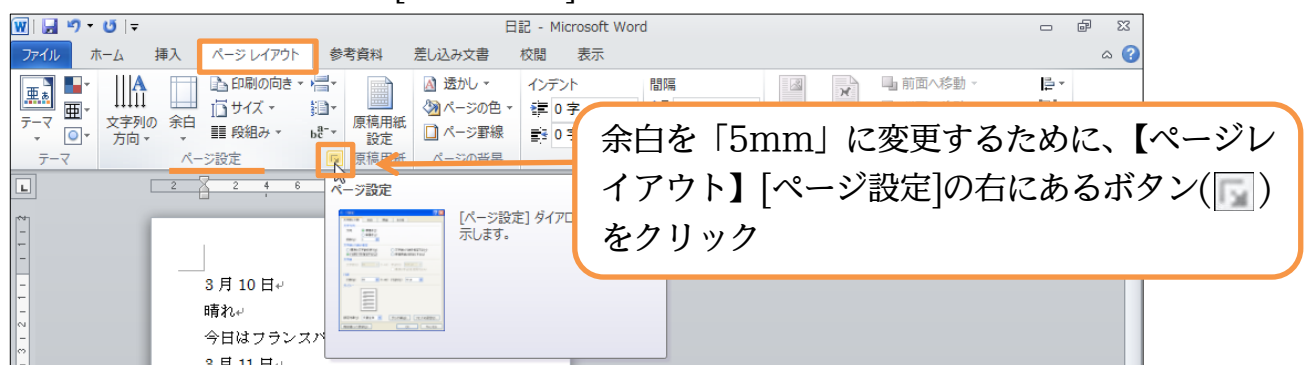 日記 - Microsoft Word
ファイル ホーム 挿入 ページ レイアウト 参考資料 差し込み文書 校閲 表示
印刷の向き 透かし インデント 間隔 前面へ移動
テーマ 文字列の方向 余白 サイズ 原稿用紙設定 ページの色 0 字
段組み ページ罫線
テーマ ページ設定 原稿用紙 ページの背景
余白を「5mm」に変更するために、【ページレ
イアウト】[ページ設定]の右にあるボタン( )
をクリック
2 2 4 6
ページ設定
[ページ設定] ダイアロ
示します。
3 月 10 日
晴れ
今日はフランスパ
3 月 11 日